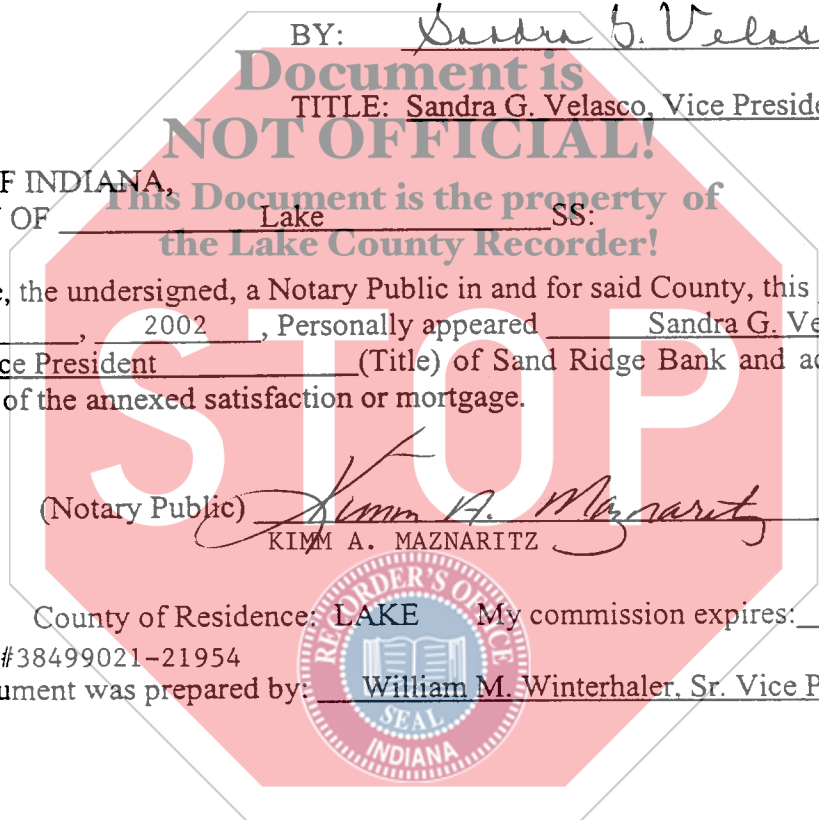 BY: Sandra G. Velas
Document is
TITLE: Sandra G. Velasco, Vice Preside
NOT OFFICIAL!
F INDIANA,
This Document is the property of
OF Lake SS:
the Lake County Recorder!
, the undersigned, a Notary Public in and for said County, this
, 2002 , Personally appeared Sandra G. Ve
ce President (Title) of Sand Ridge Bank and ac
of the annexed satisfaction or mortgage.
STOP
(Notary Public) Kimm A. Maznaritz
KIMM A. MAZNARITZ
RECORDER'S OFFICE
County of Residence: LAKE My commission expires:
#38499021-21954
ument was prepared by: William M. Winterhaler, Sr. Vice P
SEAL
INDIANA